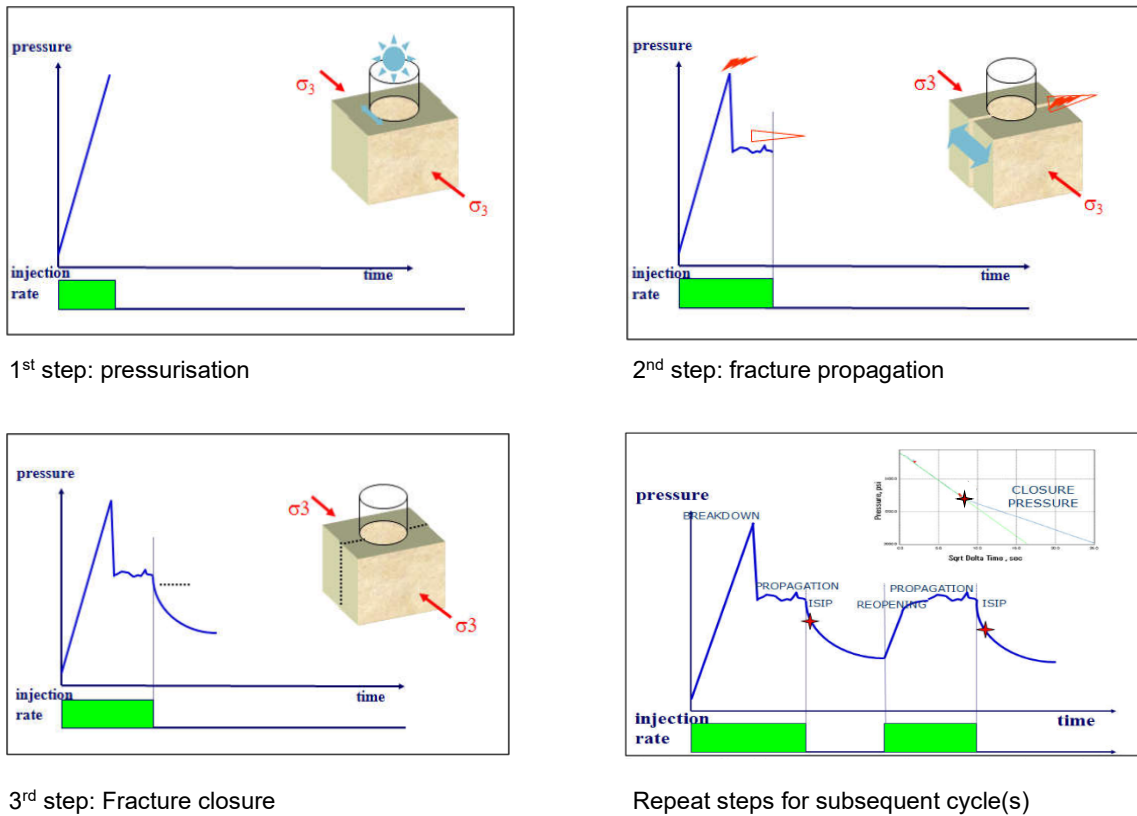 pressure
σ₃
σ₃
injection
rate
time
1st step: pressurisation
pressure
σ3
σ₃
injection
rate
time
2nd step: fracture propagation
pressure
σ3
σ3
injection
rate
time
3rd step: Fracture closure
pressure
BREAKDOWN
PROPAGATION
ISIP
REOPENING
PROPAGATION
ISIP
Pressure, psi
CLOSURE
PRESSURE
Sqrt Delta Time , sec
injection
rate
time
Repeat steps for subsequent cycle(s)